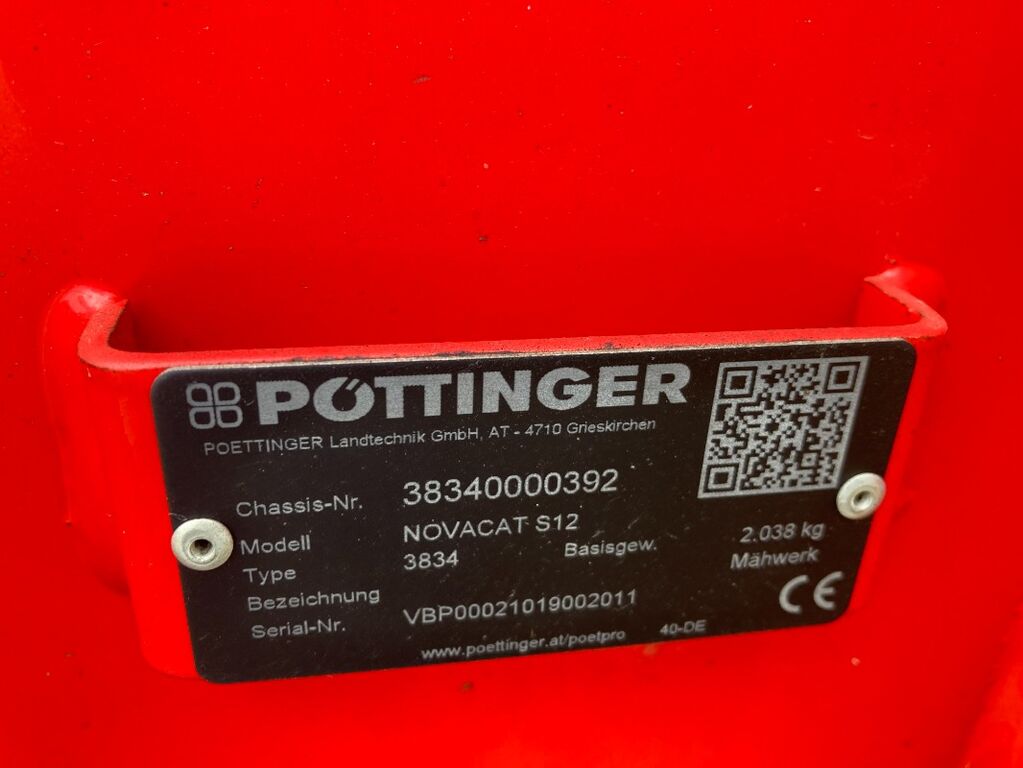 PÖTTINGER
POETTINGER Landtechnik GmbH, AT - 4710 Grieskirchen
Chassis-Nr. 38340000392
Modell NOVACAT S12
Type 3834 Basisgew. 2.038 kg
Bezeichnung Mähwerk
Serial-Nr. VBP00021019002011
CE
www.poettinger.at/poetpro 40-DE